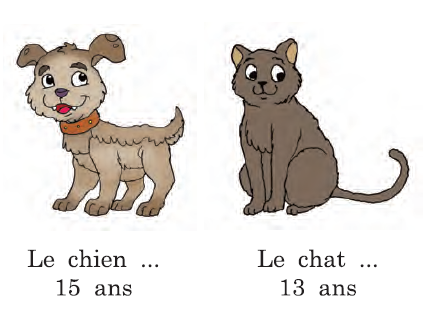 Le chien ...
15 ans
Le chat ...
13 ans